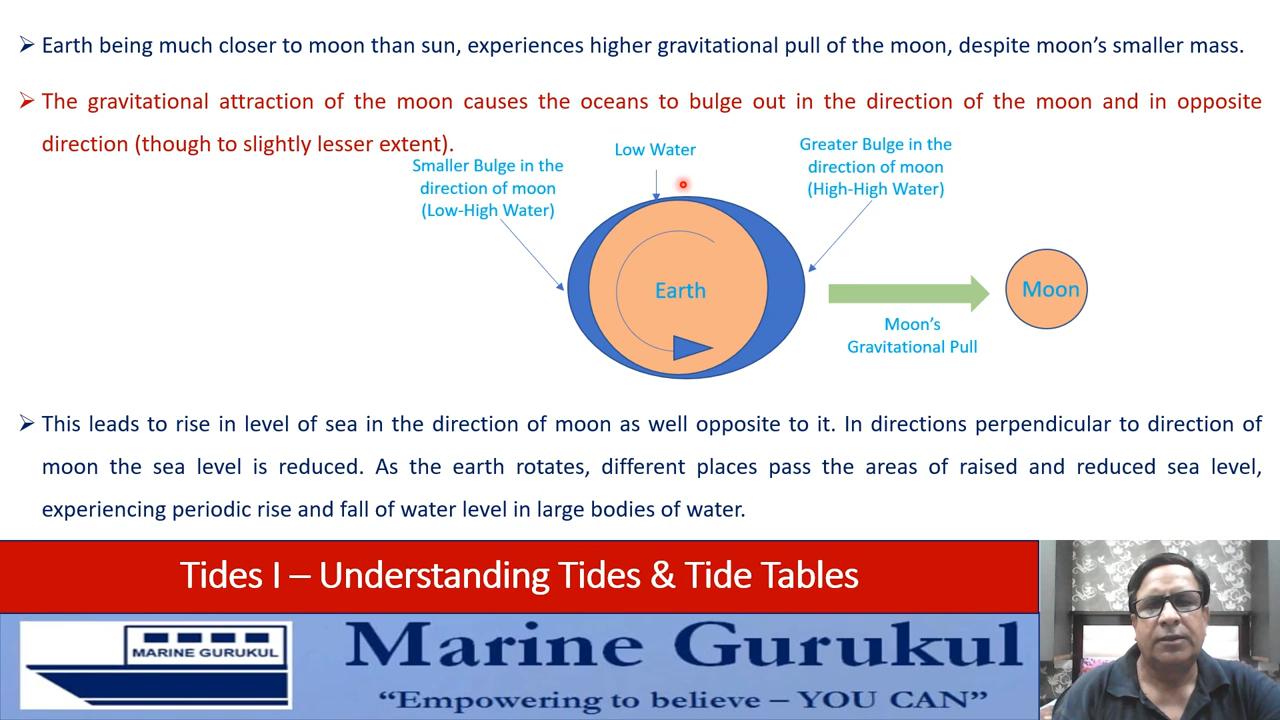 ➢ Earth being much closer to moon than sun, experiences higher gravitational pull of the moon, despite moon's smaller mass.
➢ The gravitational attraction of the moon causes the oceans to bulge out in the direction of the moon and in opposite
direction (though to slightly lesser extent).
Smaller Bulge in the
direction of moon
(Low-High Water)
Low Water
Greater Bulge in the
direction of moon
(High-High Water)
Earth
Moon
Moon's
Gravitational Pull
➢ This leads to rise in level of sea in the direction of moon as well opposite to it. In directions perpendicular to direction of
moon the sea level is reduced. As the earth rotates, different places pass the areas of raised and reduced sea level,
experiencing periodic rise and fall of water level in large bodies of water.
Tides I – Understanding Tides & Tide Tables
MARINE GURUKUL
Marine Gurukul
“Empowering to believe – YOU CAN”